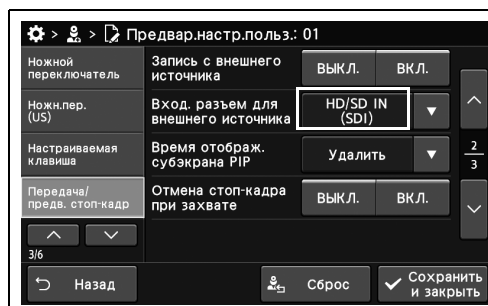 > > Предвар.настр.польз.: 01
Ножной
переключатель
Ножн.пер.
(US)
Настраиваемая
клавиша
Передача/
предв. стоп-кадр
3/6
Запись с внешнего
источника
ВЫКЛ. ВКЛ.
Вход. разъем для
внешнего источника
HD/SD IN
(SDI)
Время отображ.
субэкрана PIP
Удалить
Отмена стоп-кадра
при захвате
ВЫКЛ. ВКЛ.
2
3
Назад
Сброс
Сохранить
и закрыть